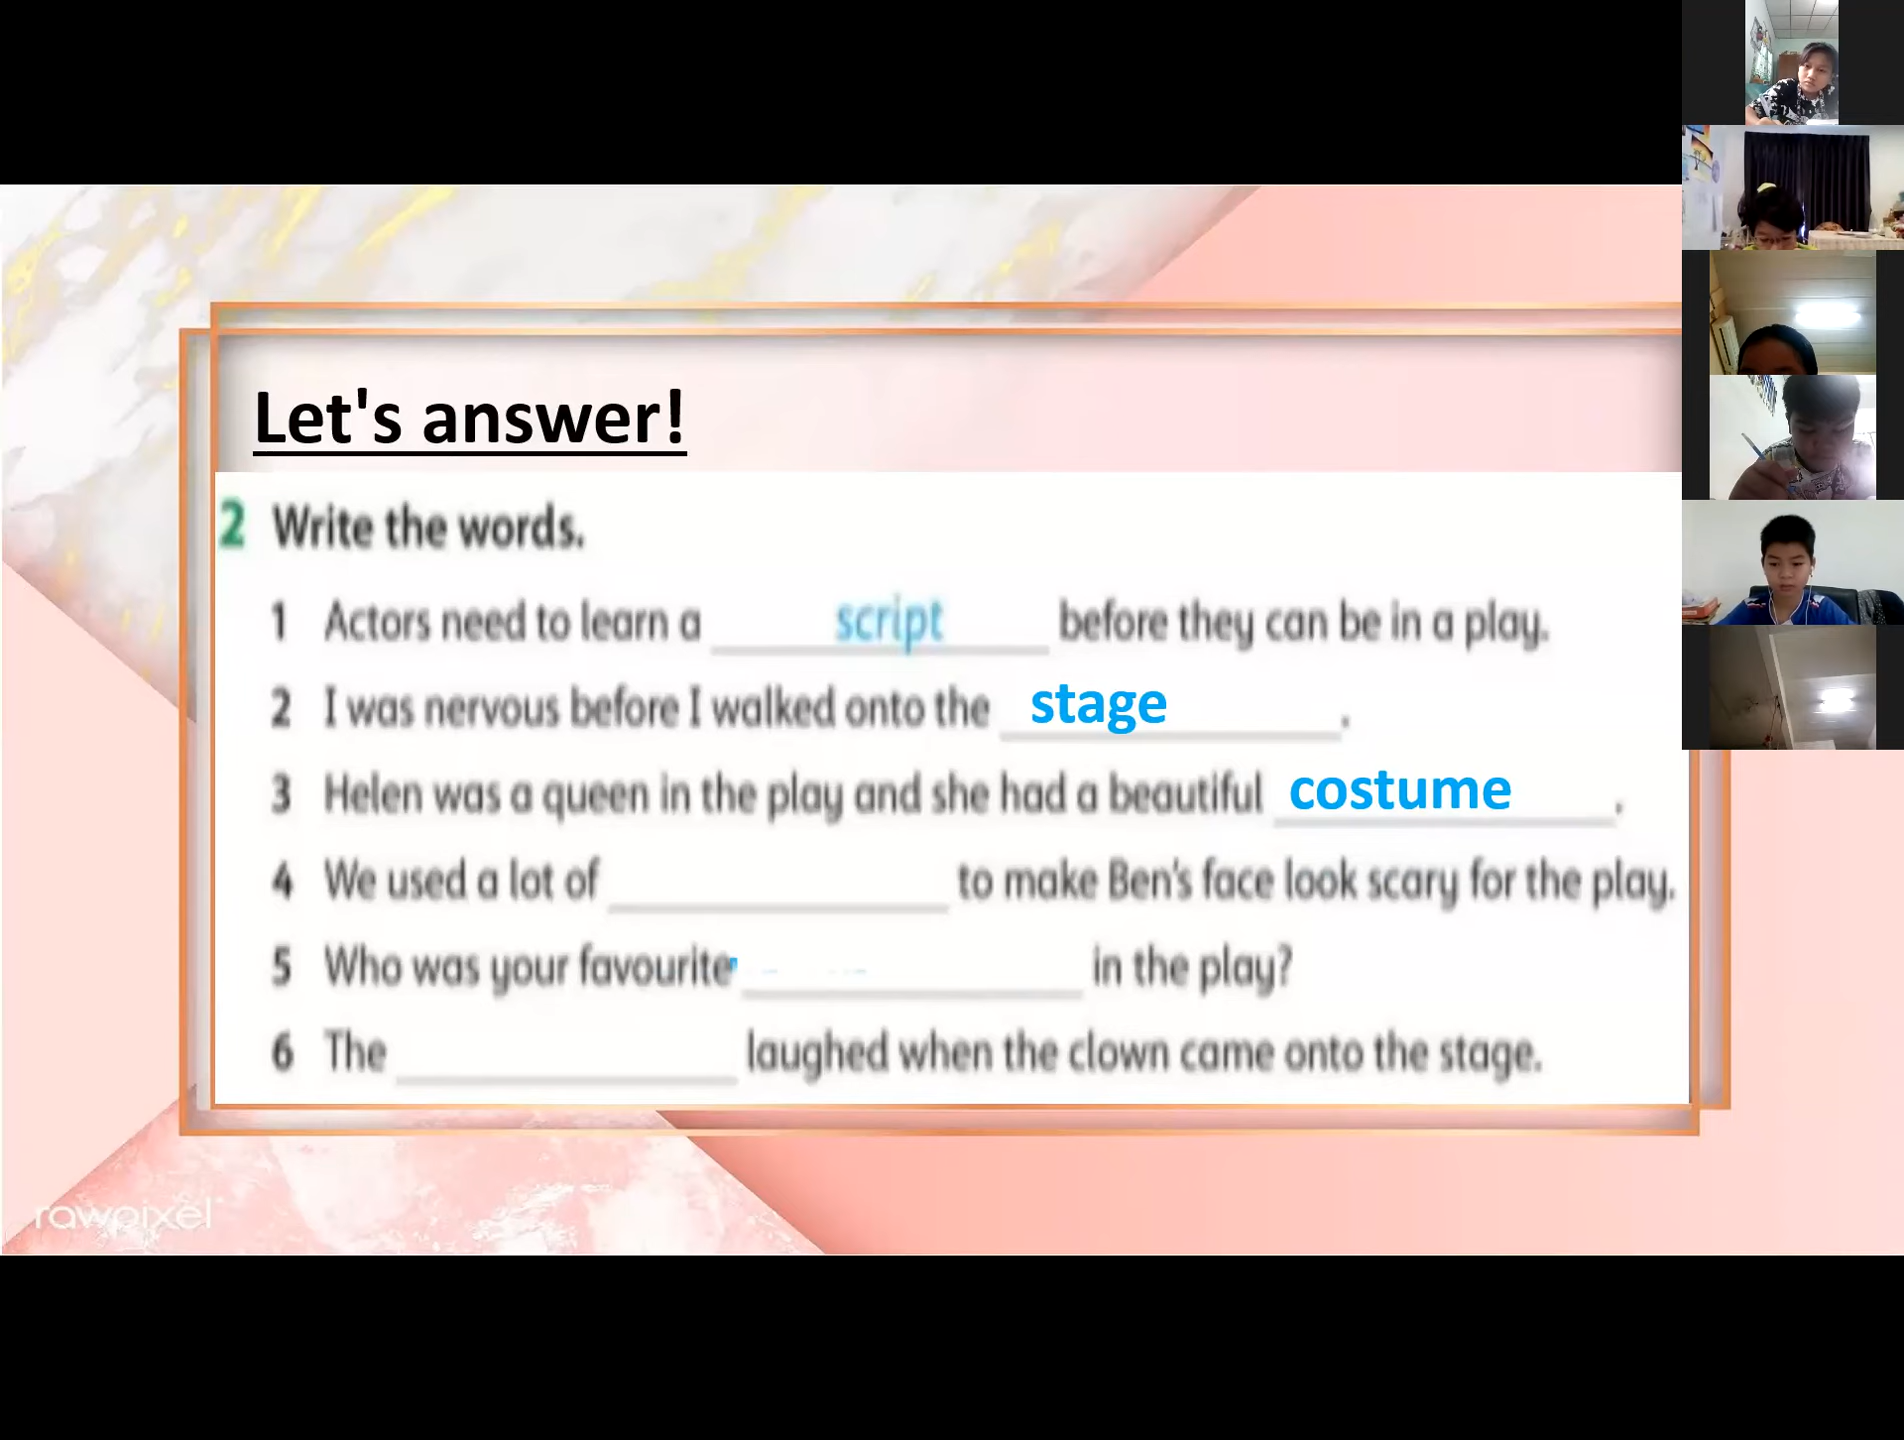 Let's answer!
2 Write the words.
1 Actors need to learn a script before they can be in a play.
2 I was nervous before I walked onto the stage.
3 Helen was a queen in the play and she had a beautiful costume.
4 We used a lot of ____ to make Ben's face look scary for the play.
5 Who was your favourite ____ in the play?
6 The ____ laughed when the clown came onto the stage.
rawpixel